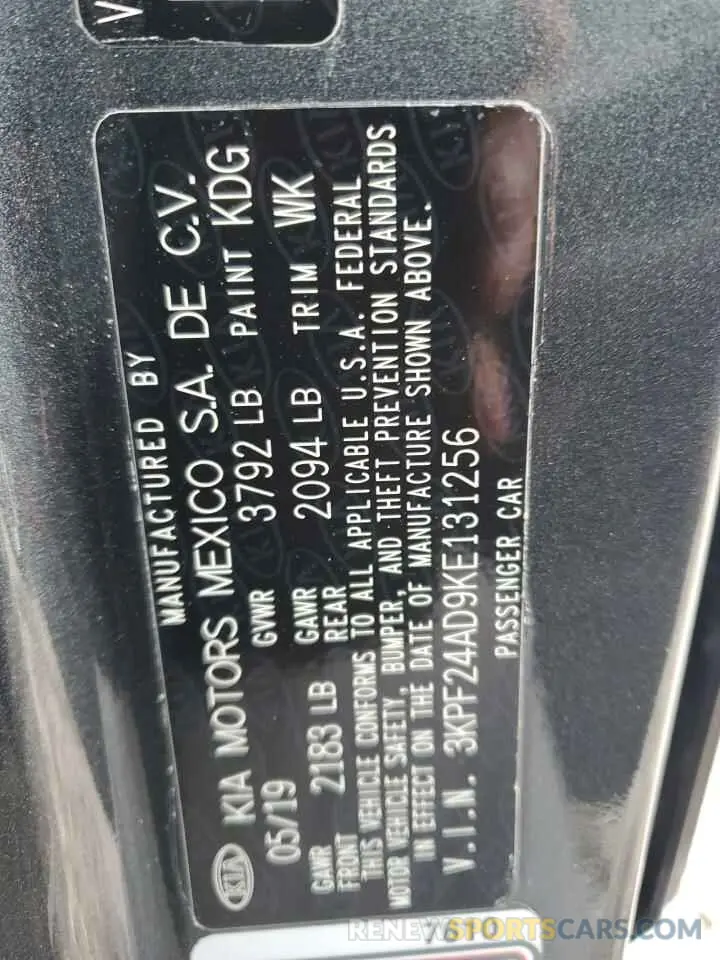 V
MANUFACTURED BY
KIA KIA MOTORS MEXICO S.A. DE C.V.
05/19 GVWR 3792 LB PAINT KDG
GAWR FRONT 2183 LB GAWR REAR 2094 LB TRIM WK
THIS VEHICLE CONFORMS TO ALL APPLICABLE U.S.A. FEDERAL
MOTOR VEHICLE SAFETY, BUMPER, AND THEFT PREVENTION STANDARDS
IN EFFECT ON THE DATE OF MANUFACTURE SHOWN ABOVE.
V.I.N. 3KPF24AD9KE131256
PASSENGER CAR
RENEWSPORTSCARS.COM